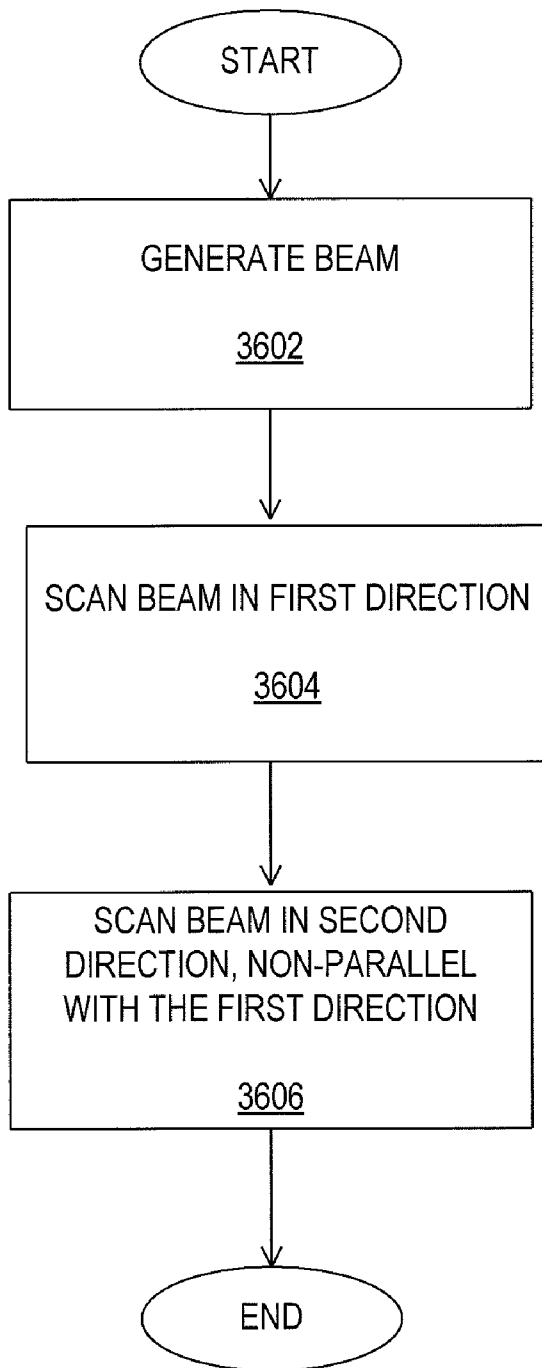 START
GENERATE BEAM
3602
SCAN BEAM IN FIRST DIRECTION
3604
SCAN BEAM IN SECOND
DIRECTION, NON-PARALLEL
WITH THE FIRST DIRECTION
3606
END